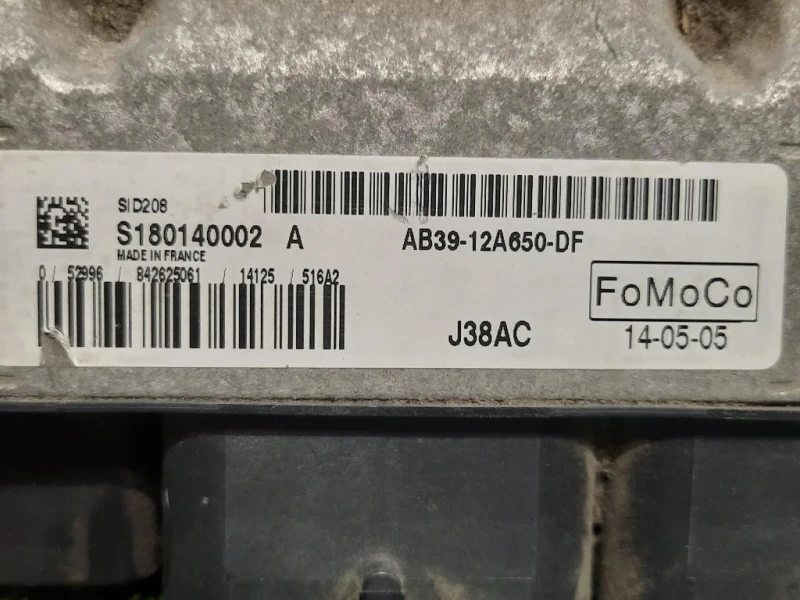 SID208
S180140002 A
MADE IN FRANCE
0 / 52996 / 842625061 / 14125 / 516A2
AB39-12A650-DF
FoMoCo
J38AC
14-05-05